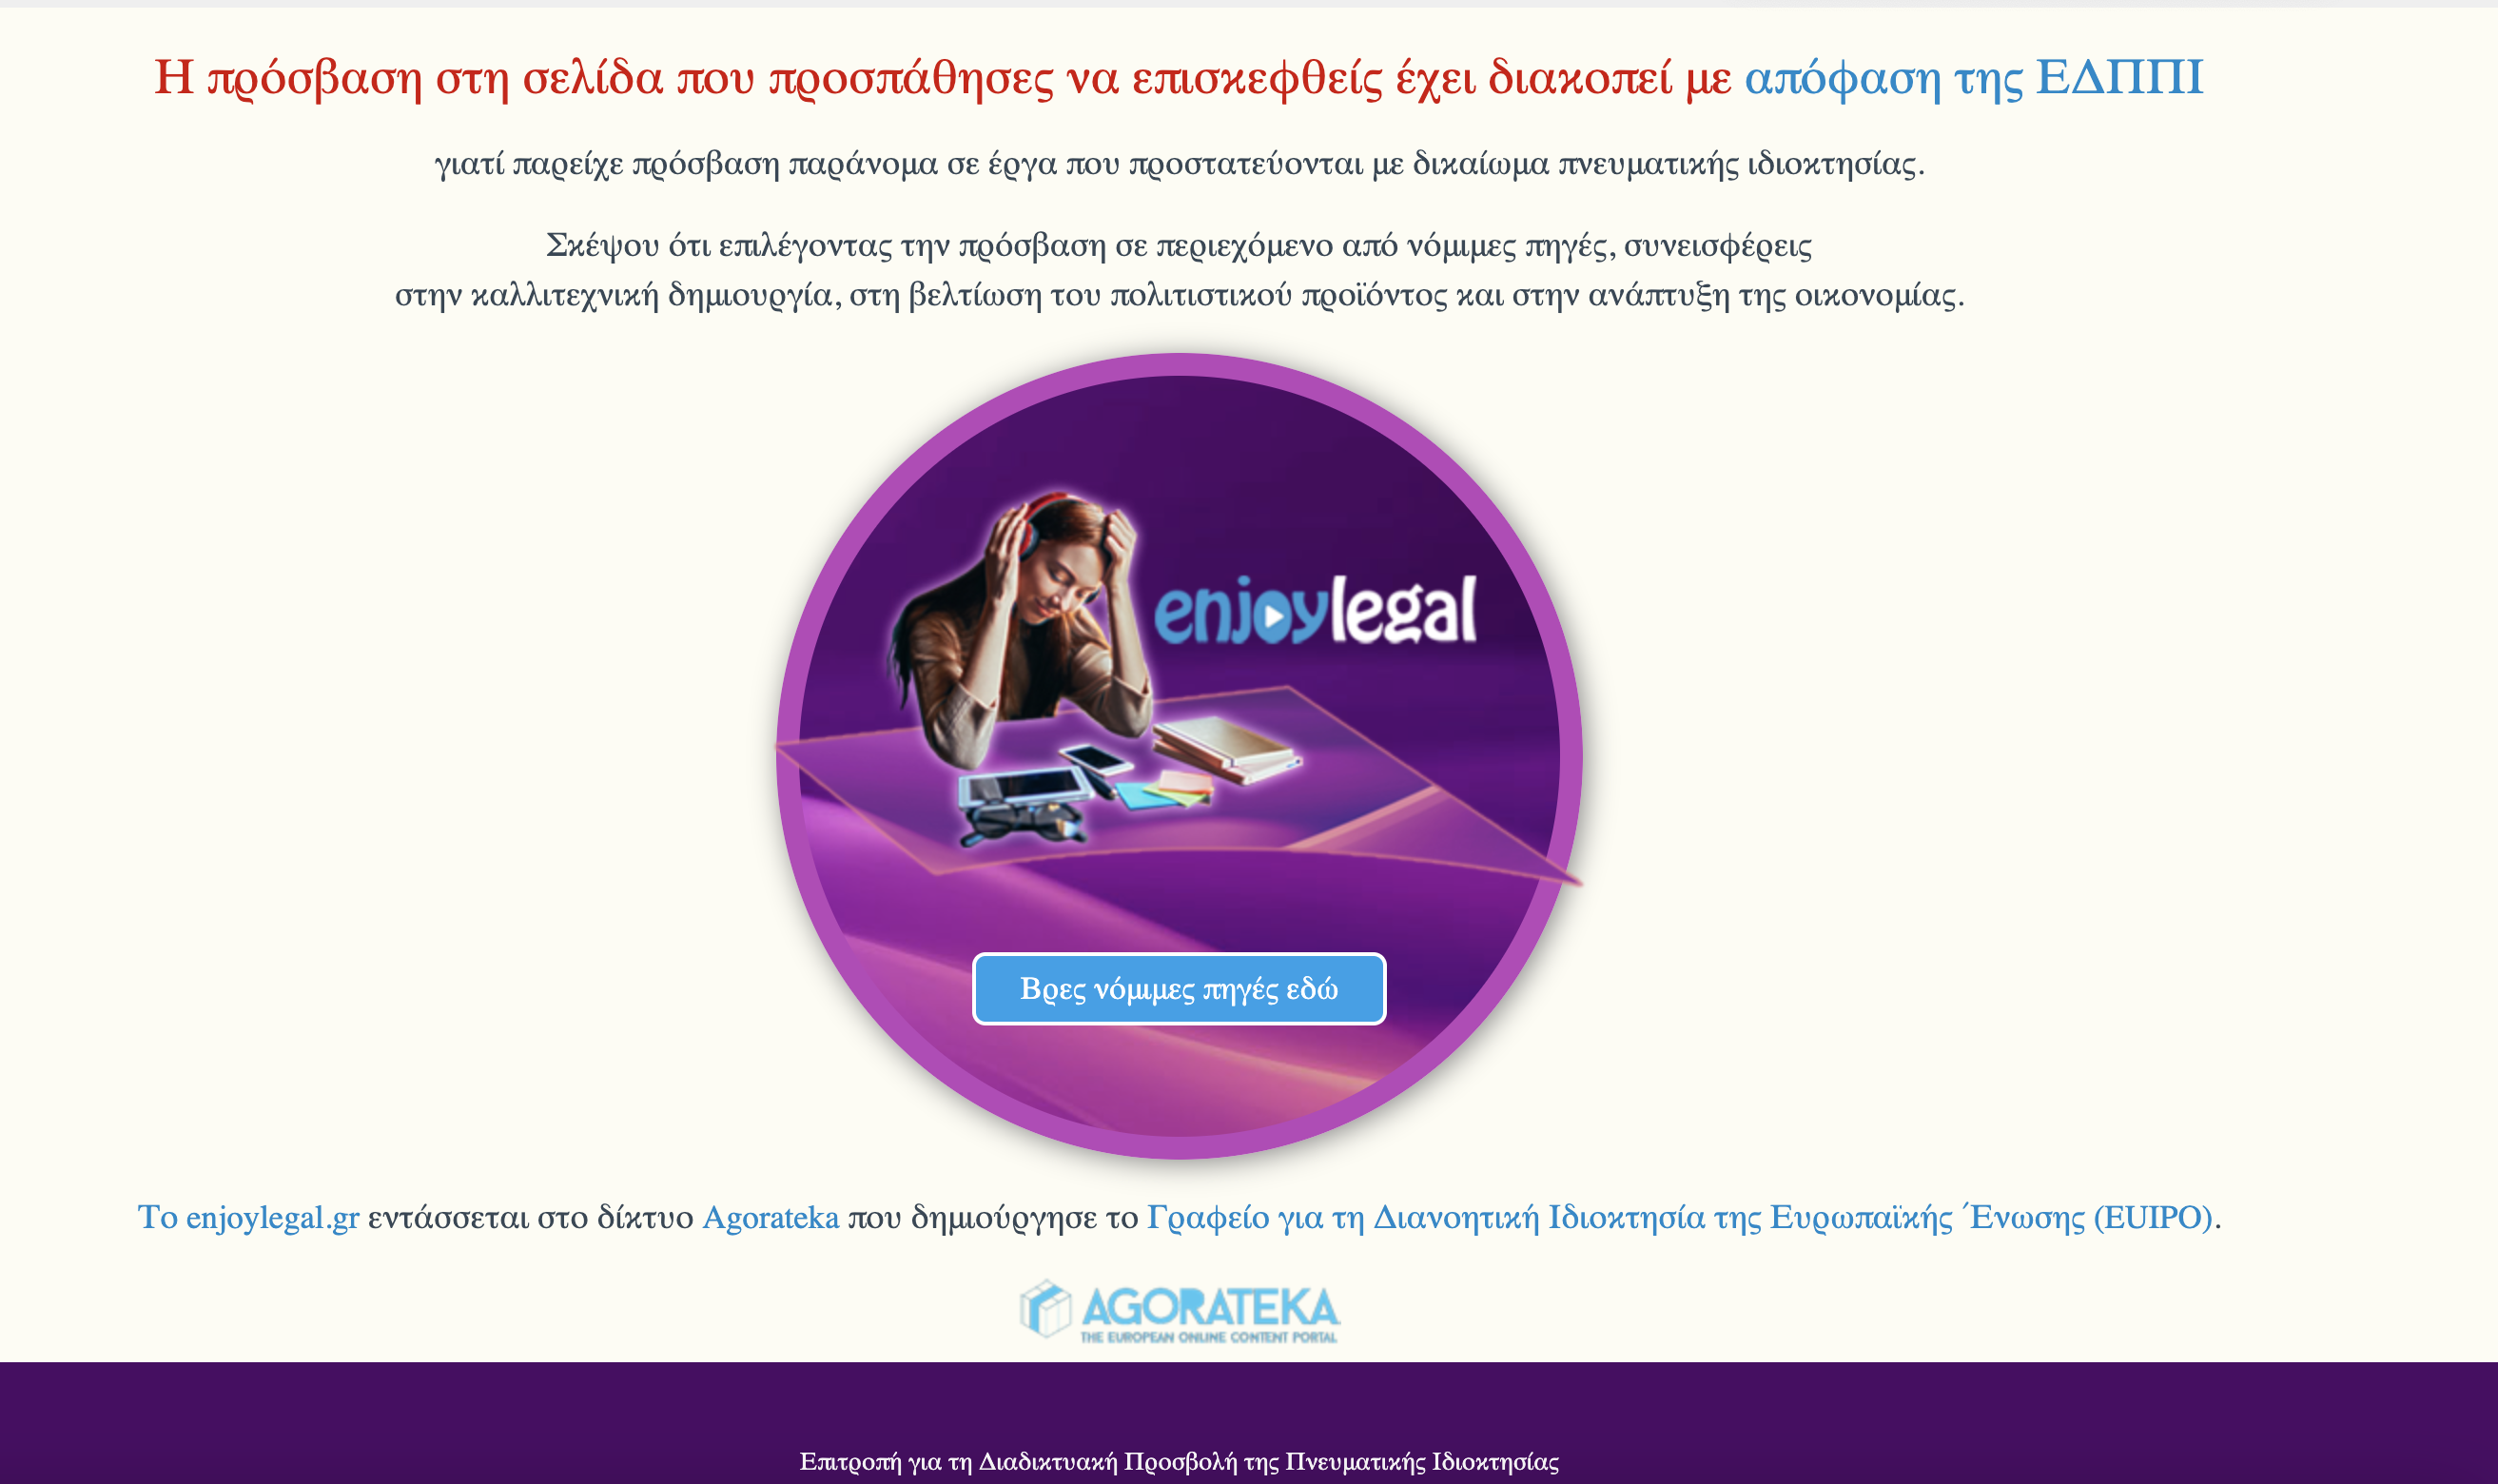 Η πρόσβαση στη σελίδα που προσπάθησες να επισκεφθείς έχει διακοπεί με απόφαση της ΕΔΠΠΙ
γιατί παρείχε πρόσβαση παράνομα σε έργα που προστατεύονται με δικαίωμα πνευματικής ιδιοκτησίας.
Σκέψου ότι επιλέγοντας την πρόσβαση σε περιεχόμενο από νόμιμες πηγές, συνεισφέρεις
στην καλλιτεχνική δημιουργία, στη βελτίωση του πολιτιστικού προϊόντος και στην ανάπτυξη της οικονομίας.
enjoylegal
Βρες νόμιμες πηγές εδώ
Το enjoylegal.gr εντάσσεται στο δίκτυο Agorateka που δημιούργησε το Γραφείο για τη Διανοητική Ιδιοκτησία της Ευρωπαϊκής Ένωσης (EUIPO).
AGORATEKA
THE EUROPEAN ONLINE CONTENT PORTAL
Επιτροπή για τη Διαδικτυακή Προσβολή της Πνευματικής Ιδιοκτησίας